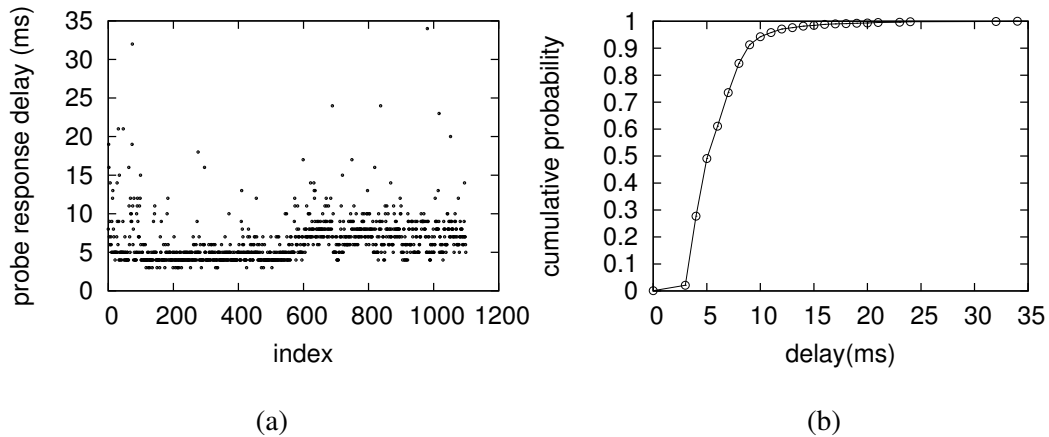 35
30
25
20
15
10
5
0
probe response delay (ms)
0 200 400 600 800 1000 1200
index
(a)
1
0.9
0.8
0.7
0.6
0.5
0.4
0.3
0.2
0.1
0
cumulative probability
0 5 10 15 20 25 30 35
delay(ms)
(b)